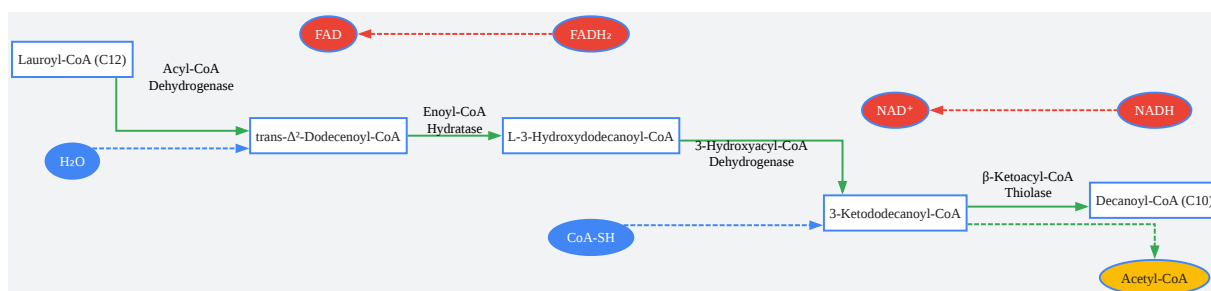 FAD
FADH₂
Lauroyl-CoA (C12)
Acyl-CoA
Dehydrogenase
NAD⁺
NADH
Enoyl-CoA
Hydratase
trans-Δ²-Dodecenoyl-CoA
L-3-Hydroxydodecanoyl-CoA
3-Hydroxyacyl-CoA
Dehydrogenase
H₂O
β-Ketoacyl-CoA
Thiolase
Decanoyl-CoA (C10)
3-Ketododecanoyl-CoA
CoA-SH
Acetyl-CoA